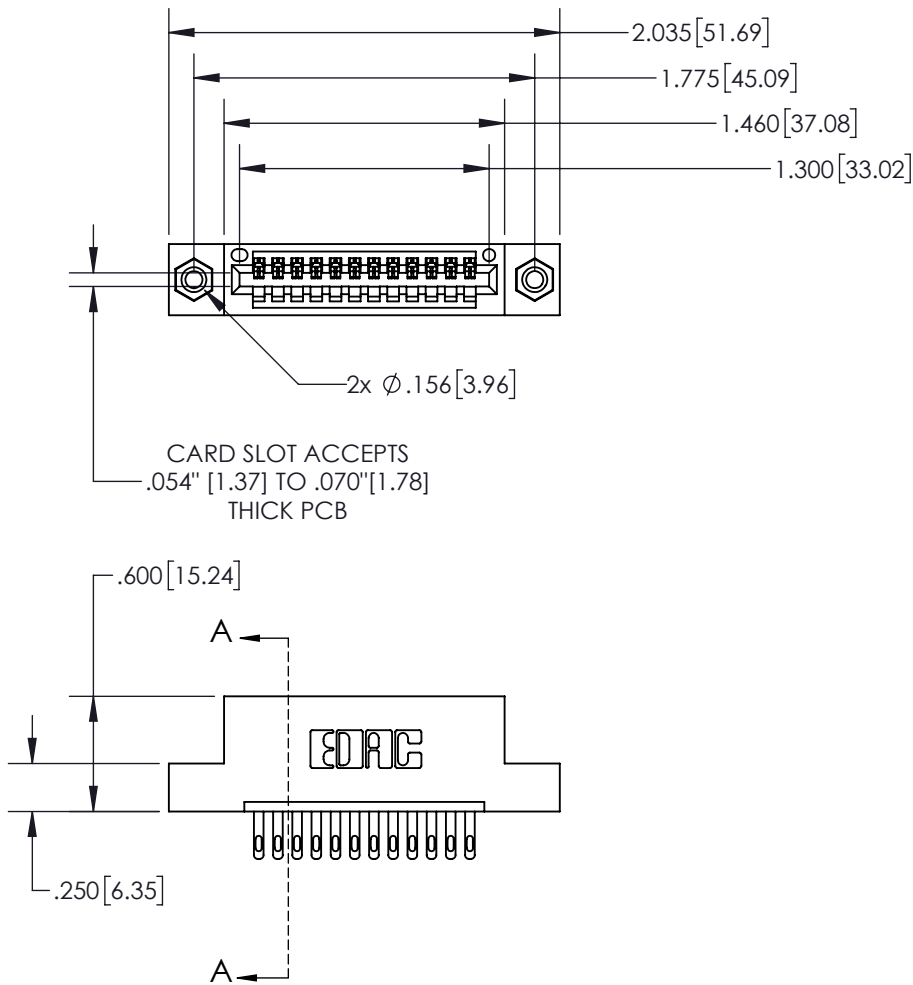 2.035[51.69]
1.775[45.09]
1.460[37.08]
1.300[33.02]
2x Ø.156[3.96]
CARD SLOT ACCEPTS
.054" [1.37] TO .070"[1.78]
THICK PCB
.600[15.24]
A
EDAC
.250[6.35]
A